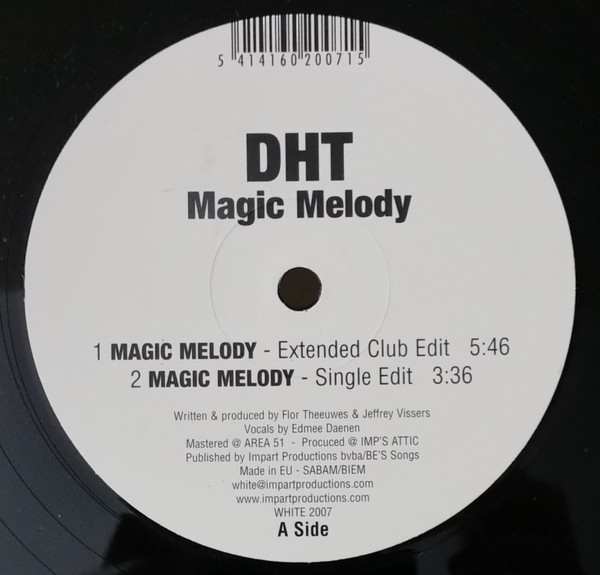 5 414160 200715
DHT
Magic Melody
1 MAGIC MELODY - Extended Club Edit 5:46
2 MAGIC MELODY - Single Edit 3:36
Written & produced by Flor Theeuwes & Jeffrey Vissers
Vocals by Edmee Daenen
Mastered @ AREA 51 - Procuced @ IMP'S ATTIC
Published by Impart Productions bvba/BE'S Songs
Made in EU - SABAM/BIEM
white@impartproductions.com
www.impartproductions.com
WHITE 2007
A Side